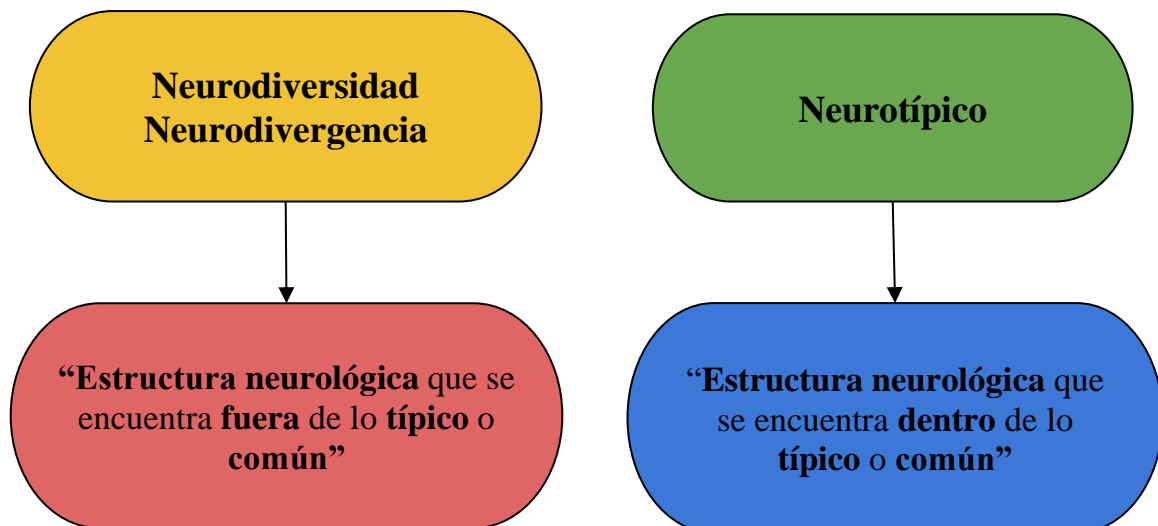 Neurodiversidad
Neurodivergencia
Neurotípico
“Estructura neurológica que se
encuentra fuera de lo típico o
común”
“Estructura neurológica que
se encuentra dentro de lo
típico o común”